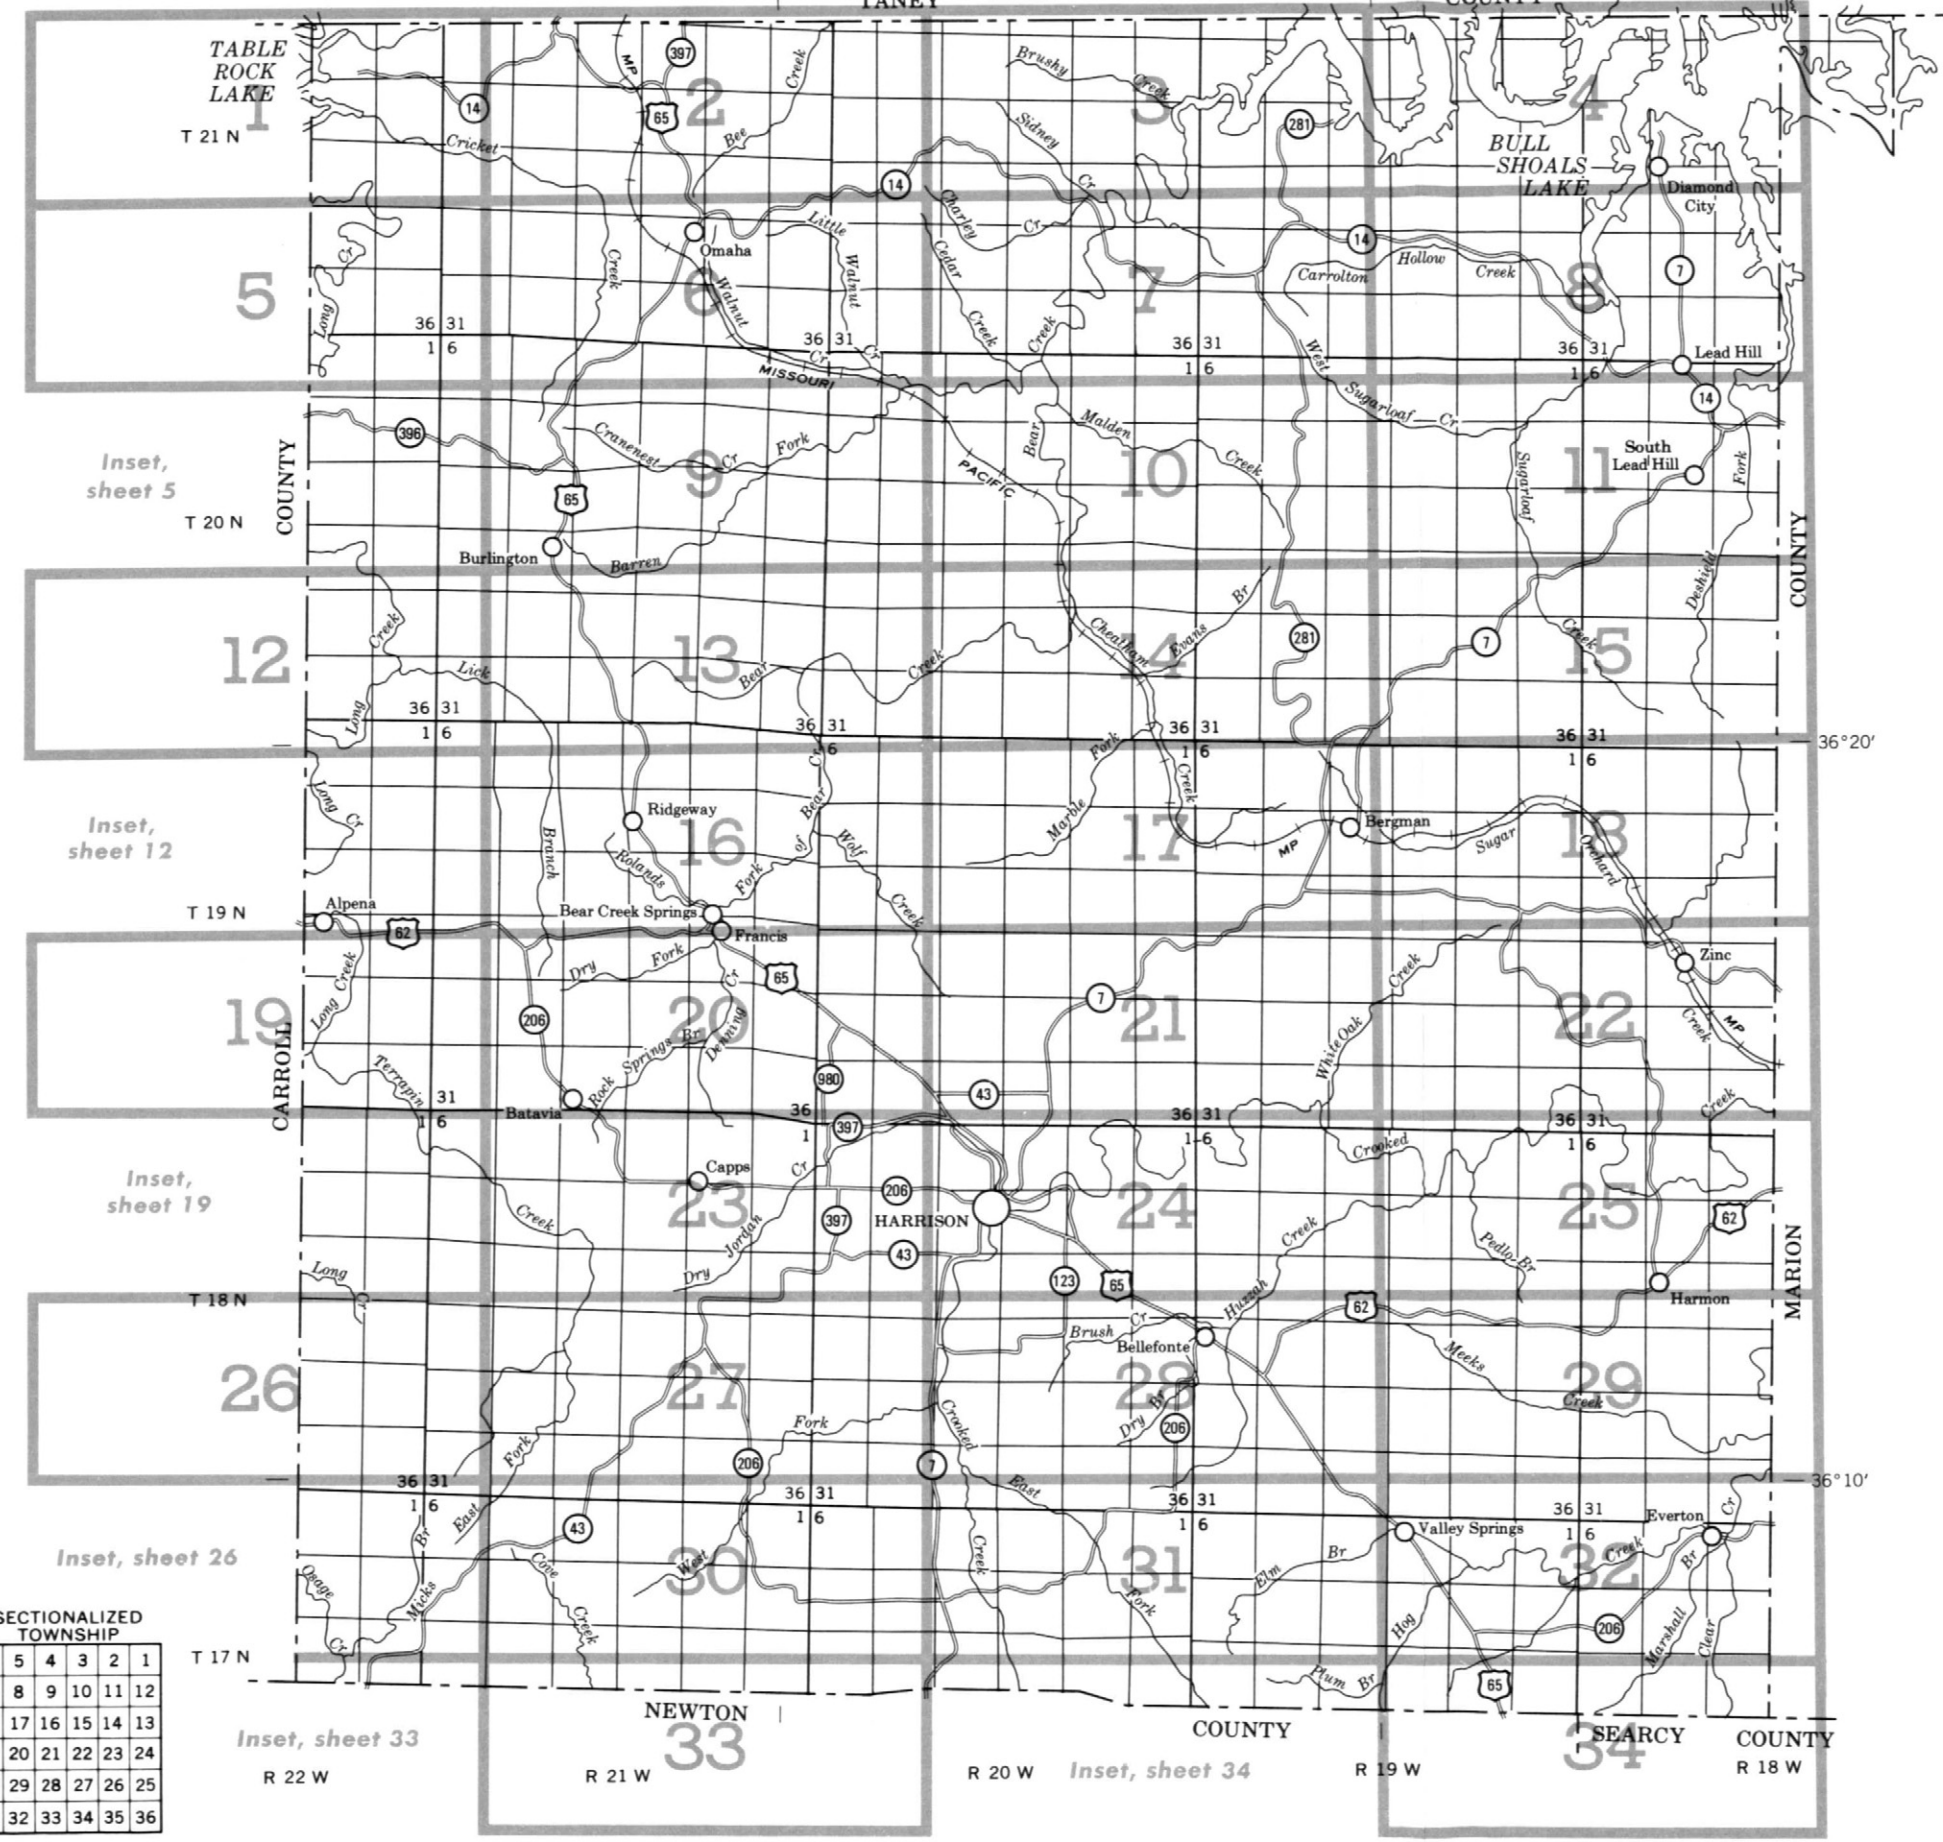 TANEY COUNTY
TABLE
ROCK
LAKE
1
T 21 N
14
MP
397
65
2
Bee Creek
Cricket Creek
Brushy Creek
3
Sidney Cr
281
4
BULL
SHOALS
LAKE
Diamond
City
14
Charley Cr
Little Walnut Cr
Omaha
5
6
7
8
Long Cr
Walnut Cr
Cedar Creek
14
Carrolton Hollow Creek
7
36 31
1 6
36 31
36 31
1 6
36 31
1 6
Lead Hill
MISSOURI
PACIFIC
West Sugarloaf Cr
14
396
Cranenest Cr
Fork
9
Bear Creek
Malden Creek
10
11
South
Lead Hill
Sugarloaf Creek
Deshield Fork
Inset,
sheet 5
COUNTY
T 20 N
65
Burlington
Barren
COUNTY
12
13
14
15
Creek
Long
Lick Branch
Bear Creek
Cheatham Creek
Evans Br
281
7
36 31
1 6
36 31
6
36 31
1 6
36 31
1 6
36°20'
Long Cr
Ridgeway
16
Rolands
Fork of Bear Cr
Wolf Creek
Marble Fork
17
Bergman
MP
Sugar Orchard Creek
18
Inset,
sheet 12
T 19 N
Alpena
62
Bear Creek Springs
Francis
Dry Fork
65
Zinc
19
20
21
22
Long Creek
206
Rock Springs Br
Denning Cr
7
White Oak Creek
MP
CARROLL
Terrapin Creek
980
43
31
1 6
Batavia
36
1
397
36 31
1 6
36 31
1 6
Creek
Crooked
Inset,
sheet 19
Capps
23
206
HARRISON
24
25
62
397
Dry Jordan Cr
43
123
65
Huzzah Creek
Pedlo Br
Harmon
MARION
Long Cr
T 18 N
62
Brush Cr
Bellefonte
Meeks Creek
26
27
28
29
Dry Br
206
Fork
Crooked Creek
East Fork
206
7
36°10'
36 31
1 6
36 31
1 6
36 31
1 6
36 31
1 6
East Fork
43
Micks Br
Everton
Valley Springs
Inset, sheet 26
Cove Creek
West
30
31
32
Elm Br
Creek
Cr
Osage Cr
Hog
206
Marshall Br
Clear
SECTIONALIZED
TOWNSHIP
T 17 N
Plum Br
65
5 4 3 2 1
8 9 10 11 12
17 16 15 14 13
20 21 22 23 24
29 28 27 26 25
32 33 34 35 36
NEWTON COUNTY
SEARCY COUNTY
Inset, sheet 33
33
34
R 22 W
R 21 W
R 20 W
Inset, sheet 34
R 19 W
R 18 W